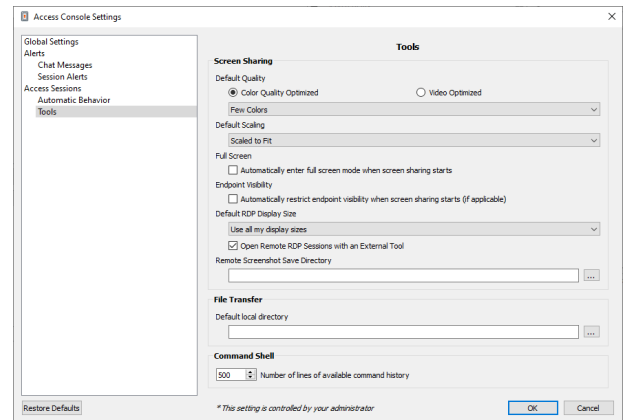 Access Console Settings
Global Settings
Alerts
Chat Messages
Session Alerts
Access Sessions
Automatic Behavior
Tools
Tools
Screen Sharing
Default Quality
Color Quality Optimized
Video Optimized
Few Colors
Default Scaling
Scaled to Fit
Full Screen
Automatically enter full screen mode when screen sharing starts
Endpoint Visibility
Automatically restrict endpoint visibility when screen sharing starts (if applicable)
Default RDP Display Size
Use all my display sizes
Open Remote RDP Sessions with an External Tool
Remote Screenshot Save Directory
...
File Transfer
Default local directory
...
Command Shell
500 Number of lines of available command history
Restore Defaults
* This setting is controlled by your administrator
OK
Cancel